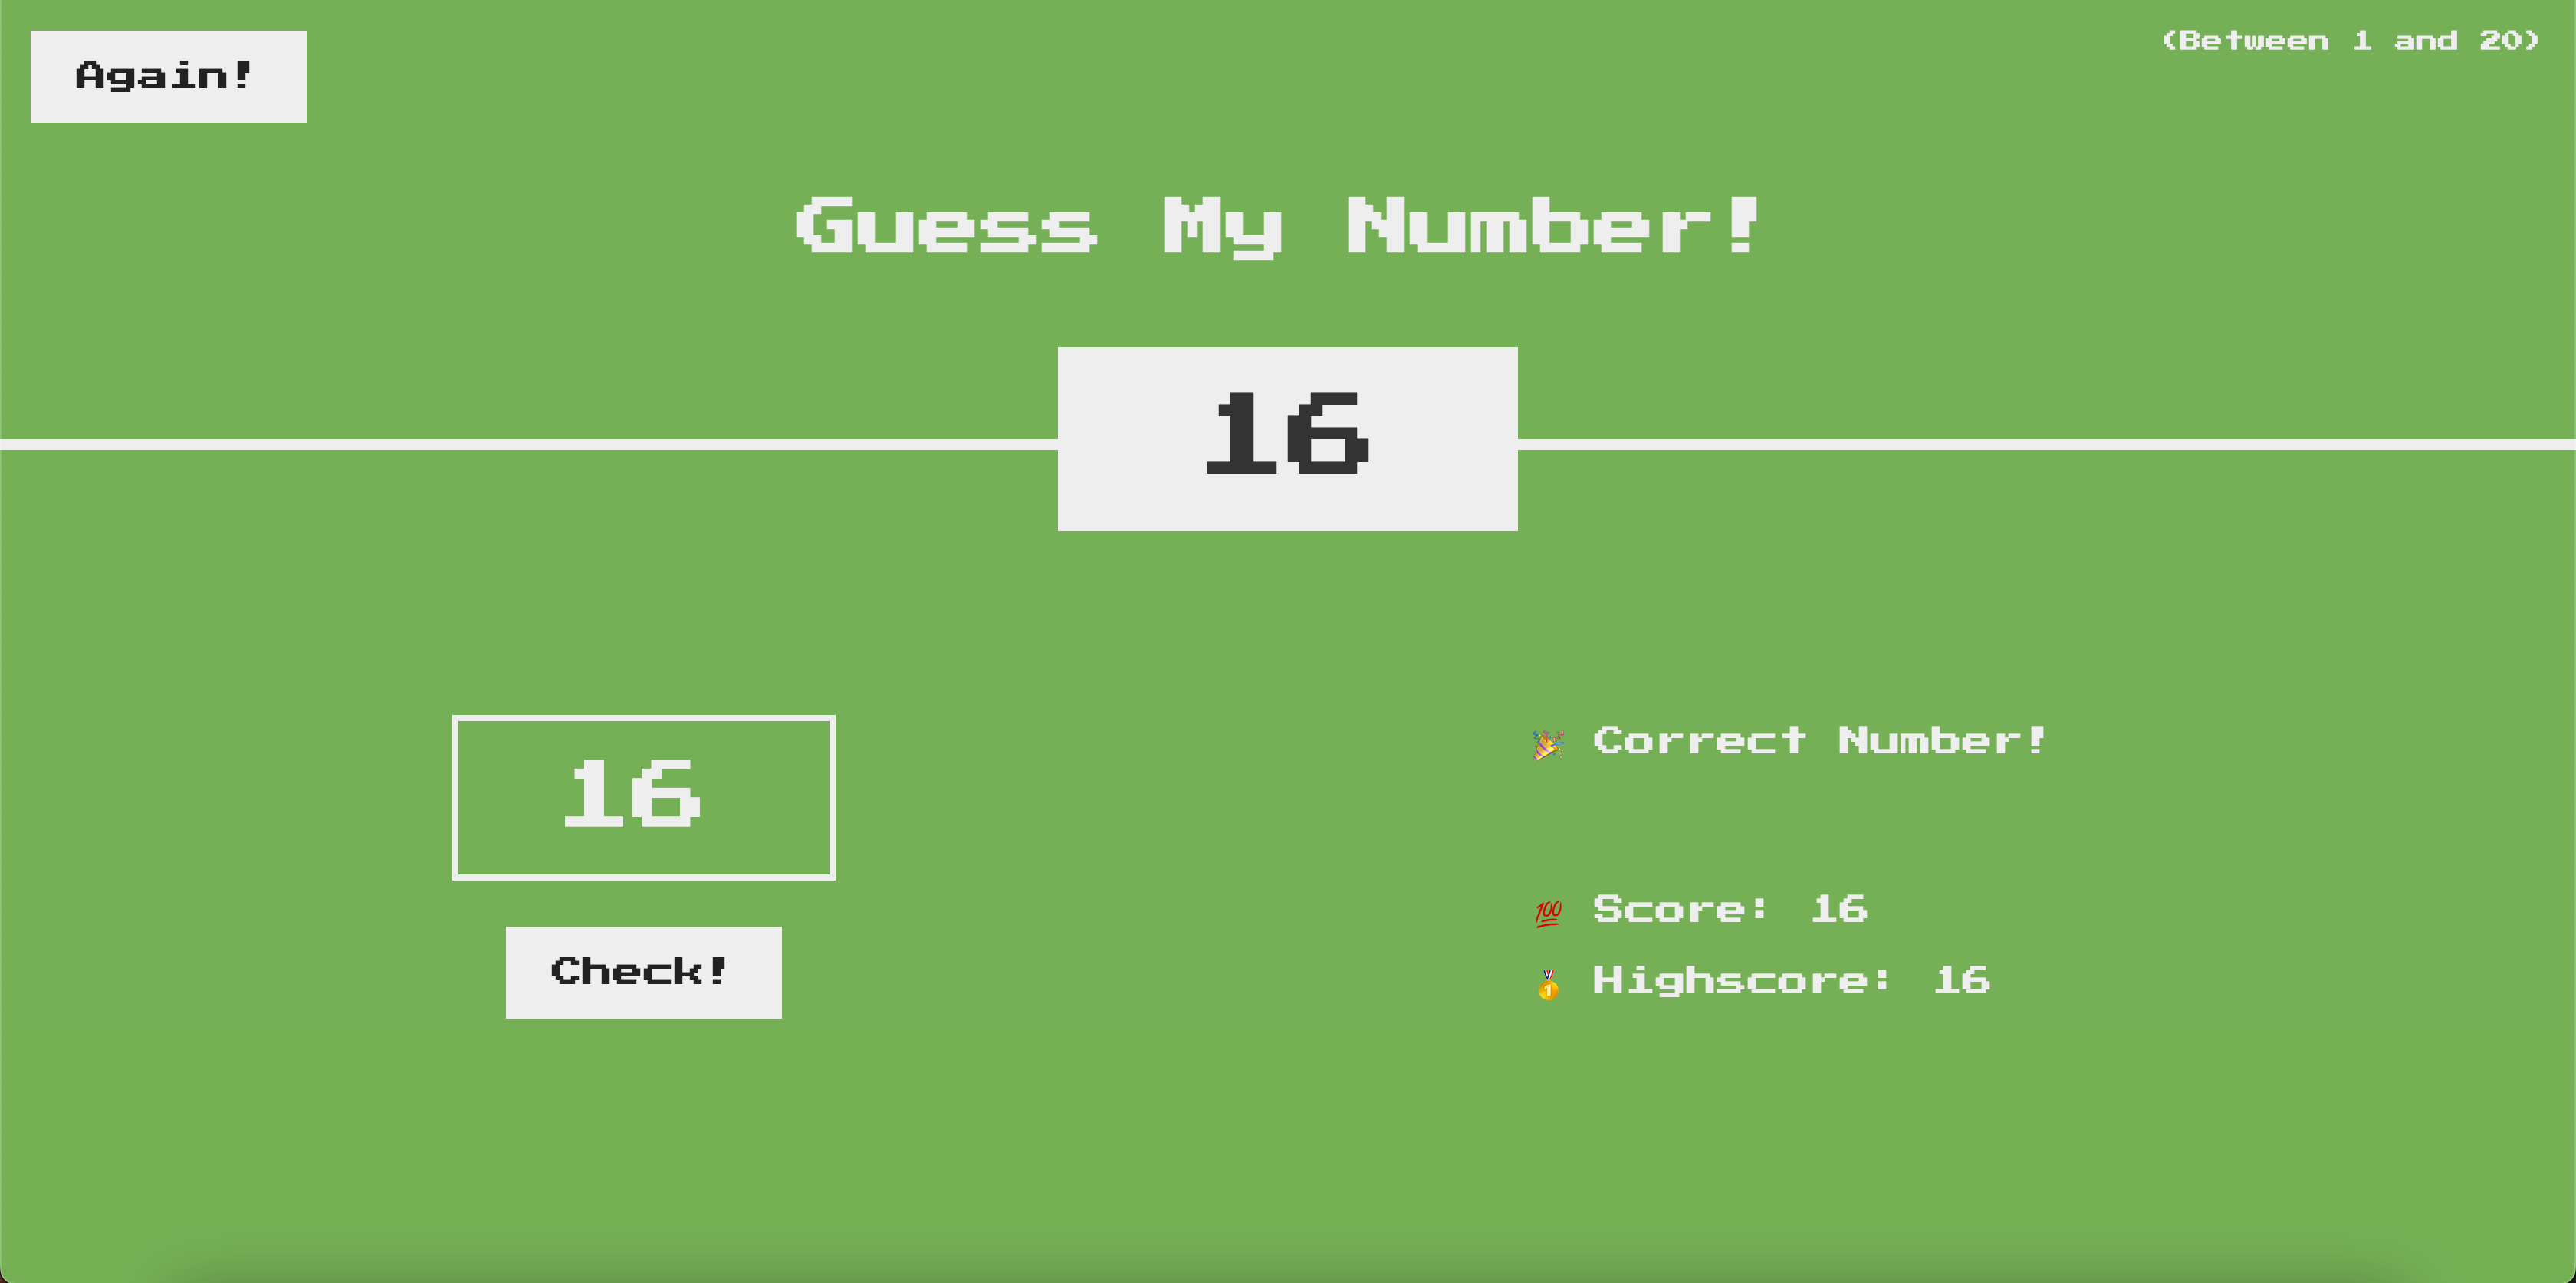 Again!
(Between 1 and 20)
Guess My Number!
16
16
Check!
🎉 Correct Number!
💯 Score: 16
🥇 Highscore: 16